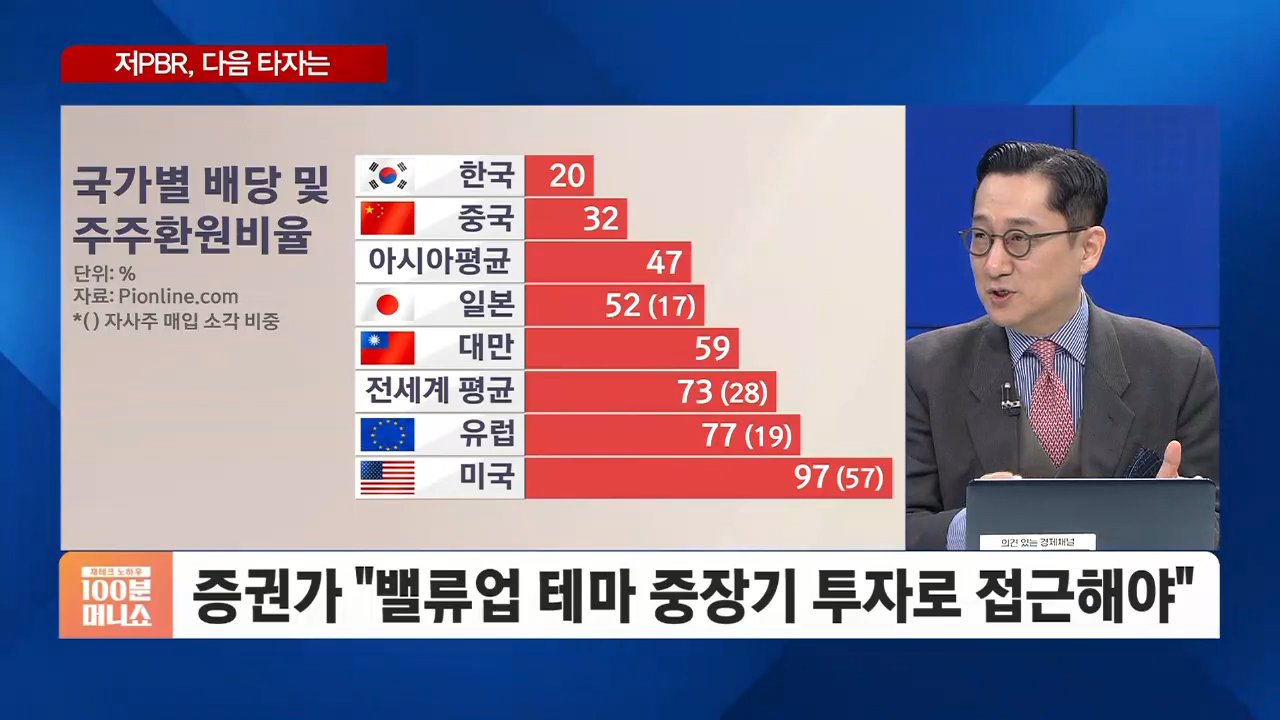 저PBR, 다음 타자는
국가별 배당 및
주주환원비율
단위: %
자료: Pionline.com
*( ) 자사주 매입 소각 비중
한국 20
중국 32
아시아평균 47
일본 52 (17)
대만 59
전세계 평균 73 (28)
유럽 77 (19)
미국 97 (57)
의견 있는 경제채널
재테크 노하우
100분
머니쇼
증권가 "밸류업 테마 중장기 투자로 접근해야"